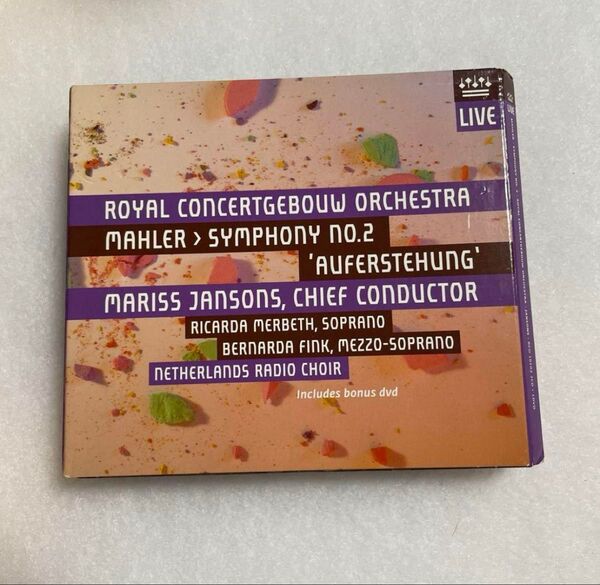 LIVE
ROYAL CONCERTGEBOUW ORCHESTRA
MAHLER > SYMPHONY NO.2
'AUFERSTEHUNG'
MARISS JANSONS, CHIEF CONDUCTOR
RICARDA MERBETH, SOPRANO
BERNARDA FINK, MEZZO-SOPRANO
NETHERLANDS RADIO CHOIR
Includes bonus dvd